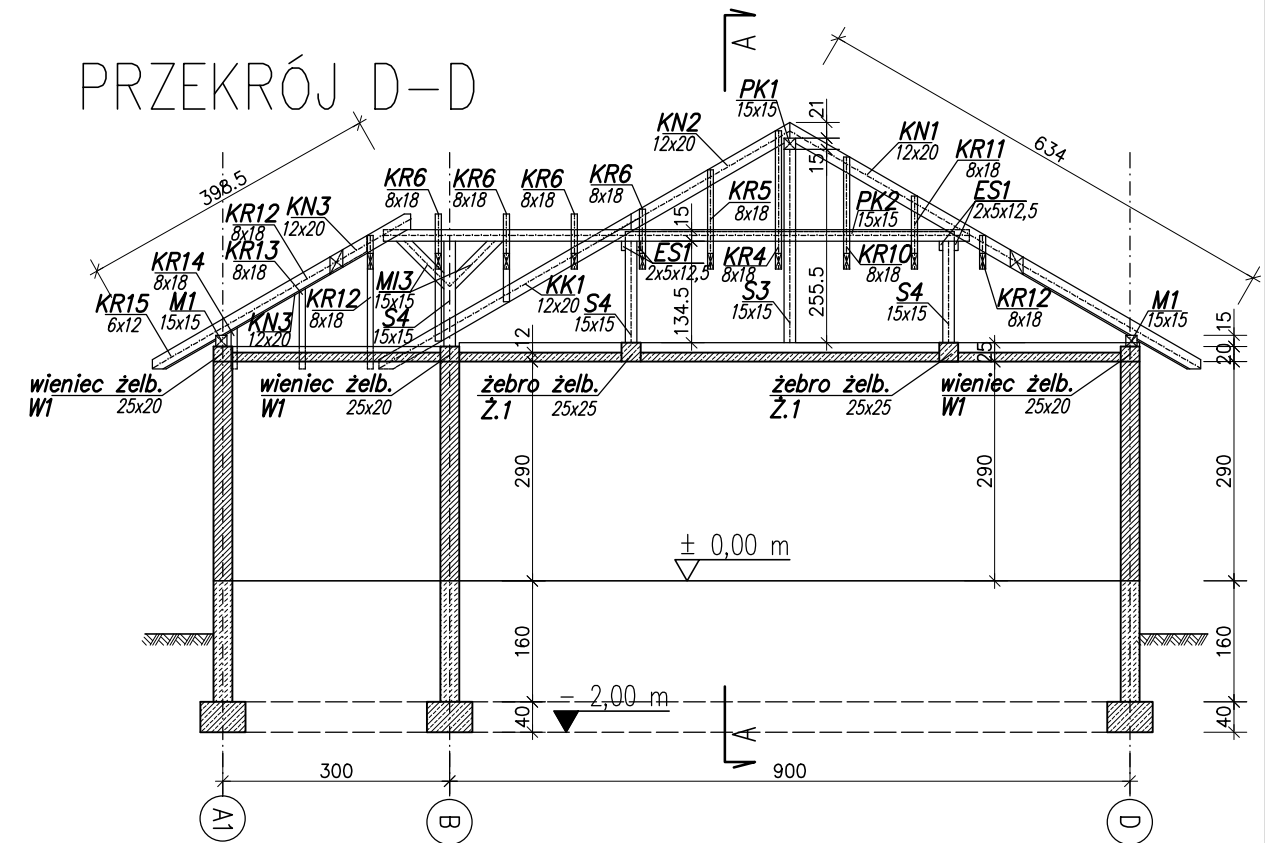 PRZEKRÓJ D-D
A
PK1
15x15
21
15
634
KN2
12x20
KN1
12x20
KR11
8x18
ES1
2x5x12,5
PK2
15x15
398.5
KR6
8x18
KR6
8x18
KR6
8x18
KR6
8x18
KR5
8x18
15
KR12
8x18
KN3
12x20
KR13
8x18
KR14
8x18
KR15
6x12
M1
15x15
KN3
12x20
KR12
8x18
MI3
15x15
S4
15x15
KK1
12x20
ES1
2x5x12,5
KR4
8x18
KR10
8x18
S4
15x15
134.5
S3
15x15
255.5
S4
15x15
KR12
8x18
M1
15x15
15
20
12
25
wieniec żelb.
W1 25x20
wieniec żelb.
W1 25x20
żebro żelb.
Ż.1 25x25
żebro żelb.
Ż.1 25x25
wieniec żelb.
W1 25x20
290
290
290
± 0,00 m
160
160
- 2,00 m
40
40
A
300
900
A1
B
D